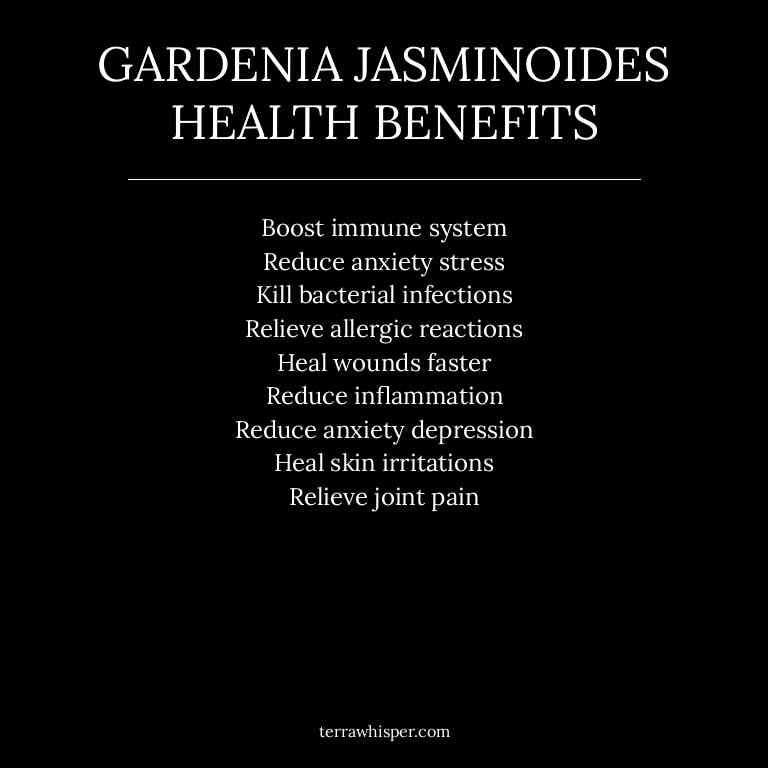 GARDENIA JASMINOIDES
HEALTH BENEFITS
Boost immune system
Reduce anxiety stress
Kill bacterial infections
Relieve allergic reactions
Heal wounds faster
Reduce inflammation
Reduce anxiety depression
Heal skin irritations
Relieve joint pain
terrawhisper.com